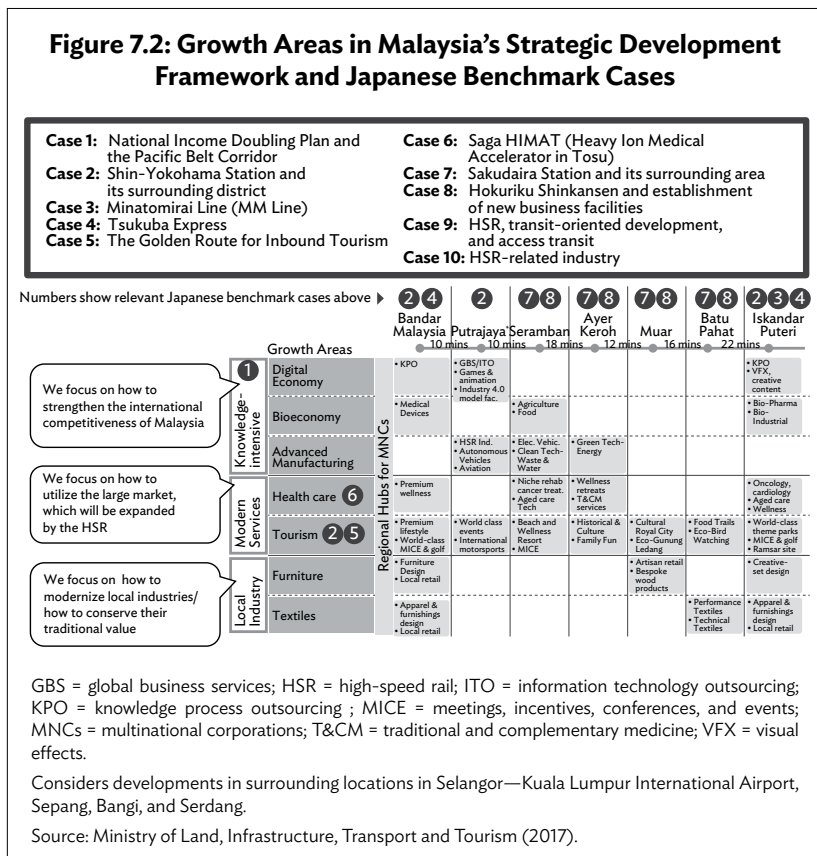 Figure 7.2: Growth Areas in Malaysia's Strategic Development
Framework and Japanese Benchmark Cases
Case 1: National Income Doubling Plan and
the Pacific Belt Corridor
Case 2: Shin-Yokohama Station and
its surrounding district
Case 3: Minatomirai Line (MM Line)
Case 4: Tsukuba Express
Case 5: The Golden Route for Inbound Tourism
Case 6: Saga HIMAT (Heavy Ion Medical
Accelerator in Tosu)
Case 7: Sakudaira Station and its surrounding area
Case 8: Hokuriku Shinkansen and establishment
of new business facilities
Case 9: HSR, transit-oriented development,
and access transit
Case 10: HSR-related industry
Numbers show relevant Japanese benchmark cases above
2 4
2
7 8
7 8
7 8
7 8
2 3 4
Bandar
Malaysia
Putrajaya*
Seramban
Ayer
Keroh
Muar
Batu
Pahat
Iskandar
Puteri
10 mins
10 mins
18 mins
12 mins
16 mins
22 mins
Growth Areas
We focus on how to
strengthen the international
competitiveness of Malaysia
1
Knowledge-
intensive
Regional Hubs for MNCs
Digital
Economy
• KPO
• GBS/ITO
• Games &
animation
• Industry 4.0
model fac.
• KPO
• VFX,
creative
content
Bioeconomy
• Medical
Devices
• Agriculture
• Food
• Bio-Pharma
• Bio-
Industrial
Advanced
Manufacturing
• HSR Ind.
• Autonomous
Vehicles
• Aviation
• Elec. Vehic.
• Clean Tech-
Waste &
Water
• Green Tech-
Energy
We focus on how to
utilize the large market,
which will be expanded
by the HSR
Modern
Services
Health care 6
• Premium
wellness
• Niche rehab
cancer treat.
• Aged care
Tech
• Wellness
retreats
• T&CM
services
• Oncology,
cardiology
• Aged care
• Wellness
Tourism 2 5
• Premium
lifestyle
• World-class
MICE & golf
• World class
events
• International
motorsports
• Beach and
Wellness
Resort
• MICE
• Historical &
Culture
• Family Fun
• Cultural
Royal City
• Eco-Gunung
Ledang
• Food Trails
• Eco-Bird
Watching
• World-class
theme parks
• MICE & golf
• Ramsar site
We focus on how to
modernize local industries/
how to conserve their
traditional value
Local
Industry
Furniture
• Furniture
Design
• Local retail
• Artisan retail
• Bespoke
wood
products
• Creative-
set design
Textiles
• Apparel &
furnishings
design
• Local retail
• Performance
Textiles
• Technical
Textiles
• Apparel &
furnishings
design
• Local retail
GBS = global business services; HSR = high-speed rail; ITO = information technology outsourcing;
KPO = knowledge process outsourcing ; MICE = meetings, incentives, conferences, and events;
MNCs = multinational corporations; T&CM = traditional and complementary medicine; VFX = visual
effects.
Considers developments in surrounding locations in Selangor—Kuala Lumpur International Airport,
Sepang, Bangi, and Serdang.
Source: Ministry of Land, Infrastructure, Transport and Tourism (2017).